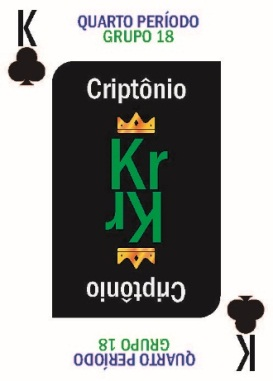 K
QUARTO PERÍODO
GRUPO 18
Criptônio
Kr
Kr
Criptônio
GRUPO 18
QUARTO PERÍODO
K